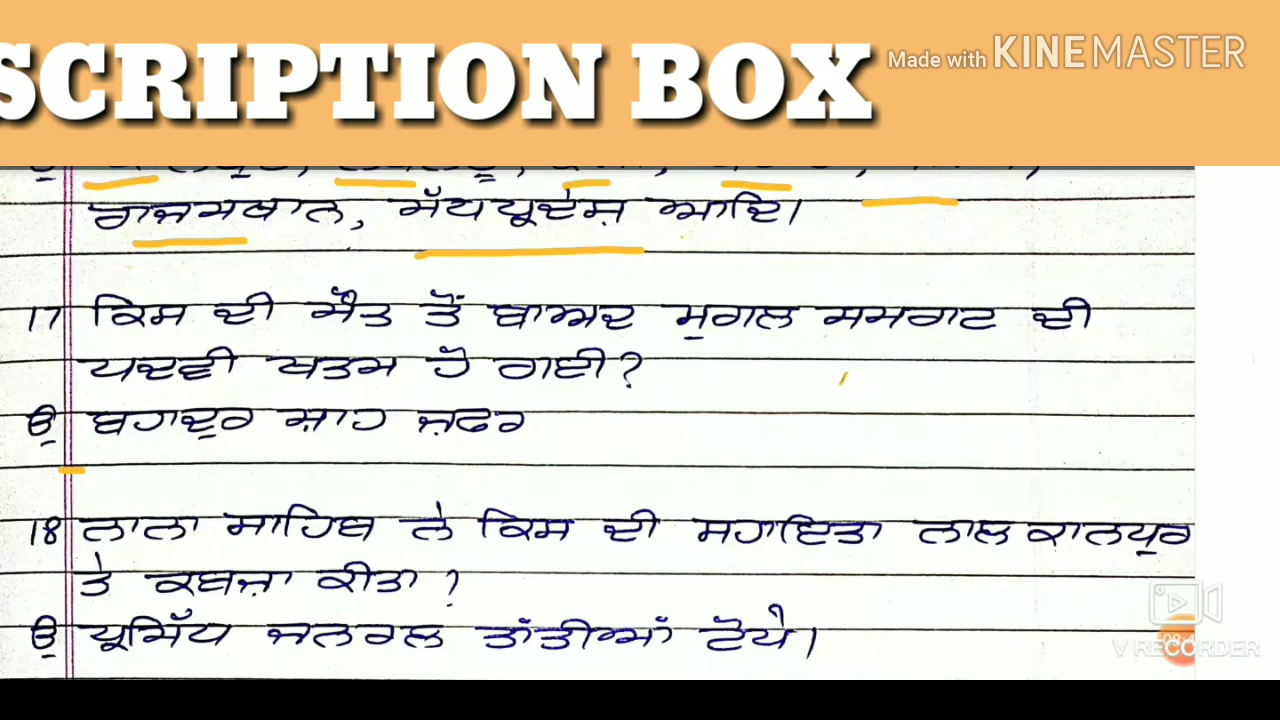 SCRIPTION BOX
Made with KINEMASTER
ਰਾਜਸਥਾਨ, ਮੱਧਪ੍ਰਦੇਸ਼ ਆਦਿ।
17 ਕਿਸ ਦੀ ਮੌਤ ਤੋਂ ਬਾਅਦ ਮੁਗਲ ਸਮਰਾਟ ਦੀ
ਪਦਵੀ ਖਤਮ ਹੋ ਗਈ?
ਉ ਬਹਾਦੁਰ ਸ਼ਾਹ ਜ਼ਫਰ
18 ਨਾਨਾ ਸਾਹਿਬ ਨੇ ਕਿਸ ਦੀ ਸਹਾਇਤਾ ਨਾਲ ਕਾਨਪੁਰ
ਤੇ ਕਬਜ਼ਾ ਕੀਤਾ?
ਉ ਪ੍ਰਸਿੱਧ ਜਨਰਲ ਤਾਂਤੀਆਂ ਟੋਪੇ।
V RECORDER